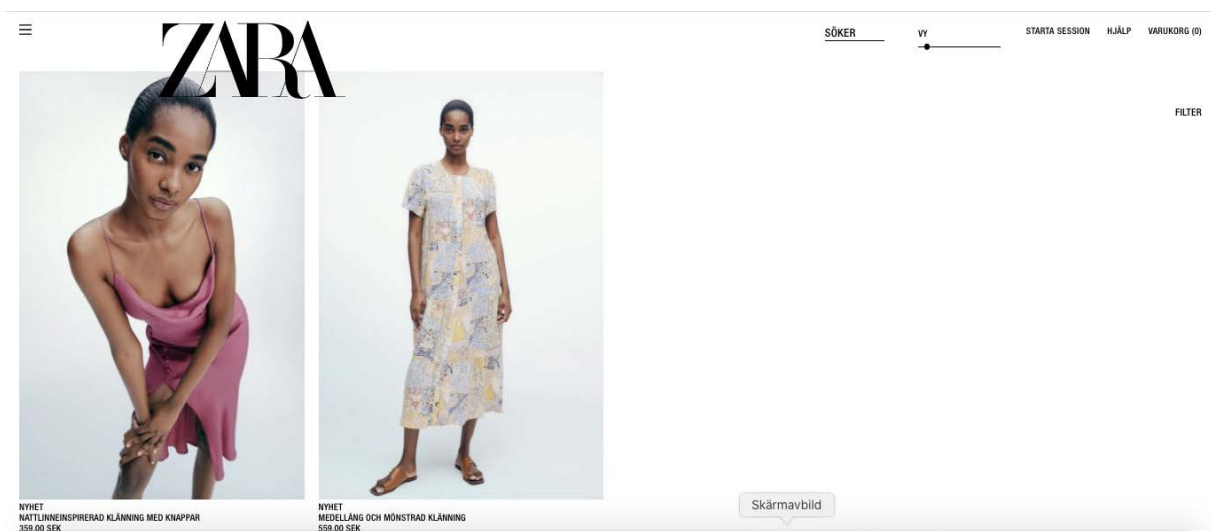 ZARA
SÖKER
VY
STARTA SESSION
HJÄLP
VARUKORG (0)
FILTER
NYHET
NATTLINNEINSPIRERAD KLÄNNING MED KNAPPAR
359.00 SEK
NYHET
MEDELLÅNG OCH MÖNSTRAD KLÄNNING
559.00 SEK
Skärmavbild